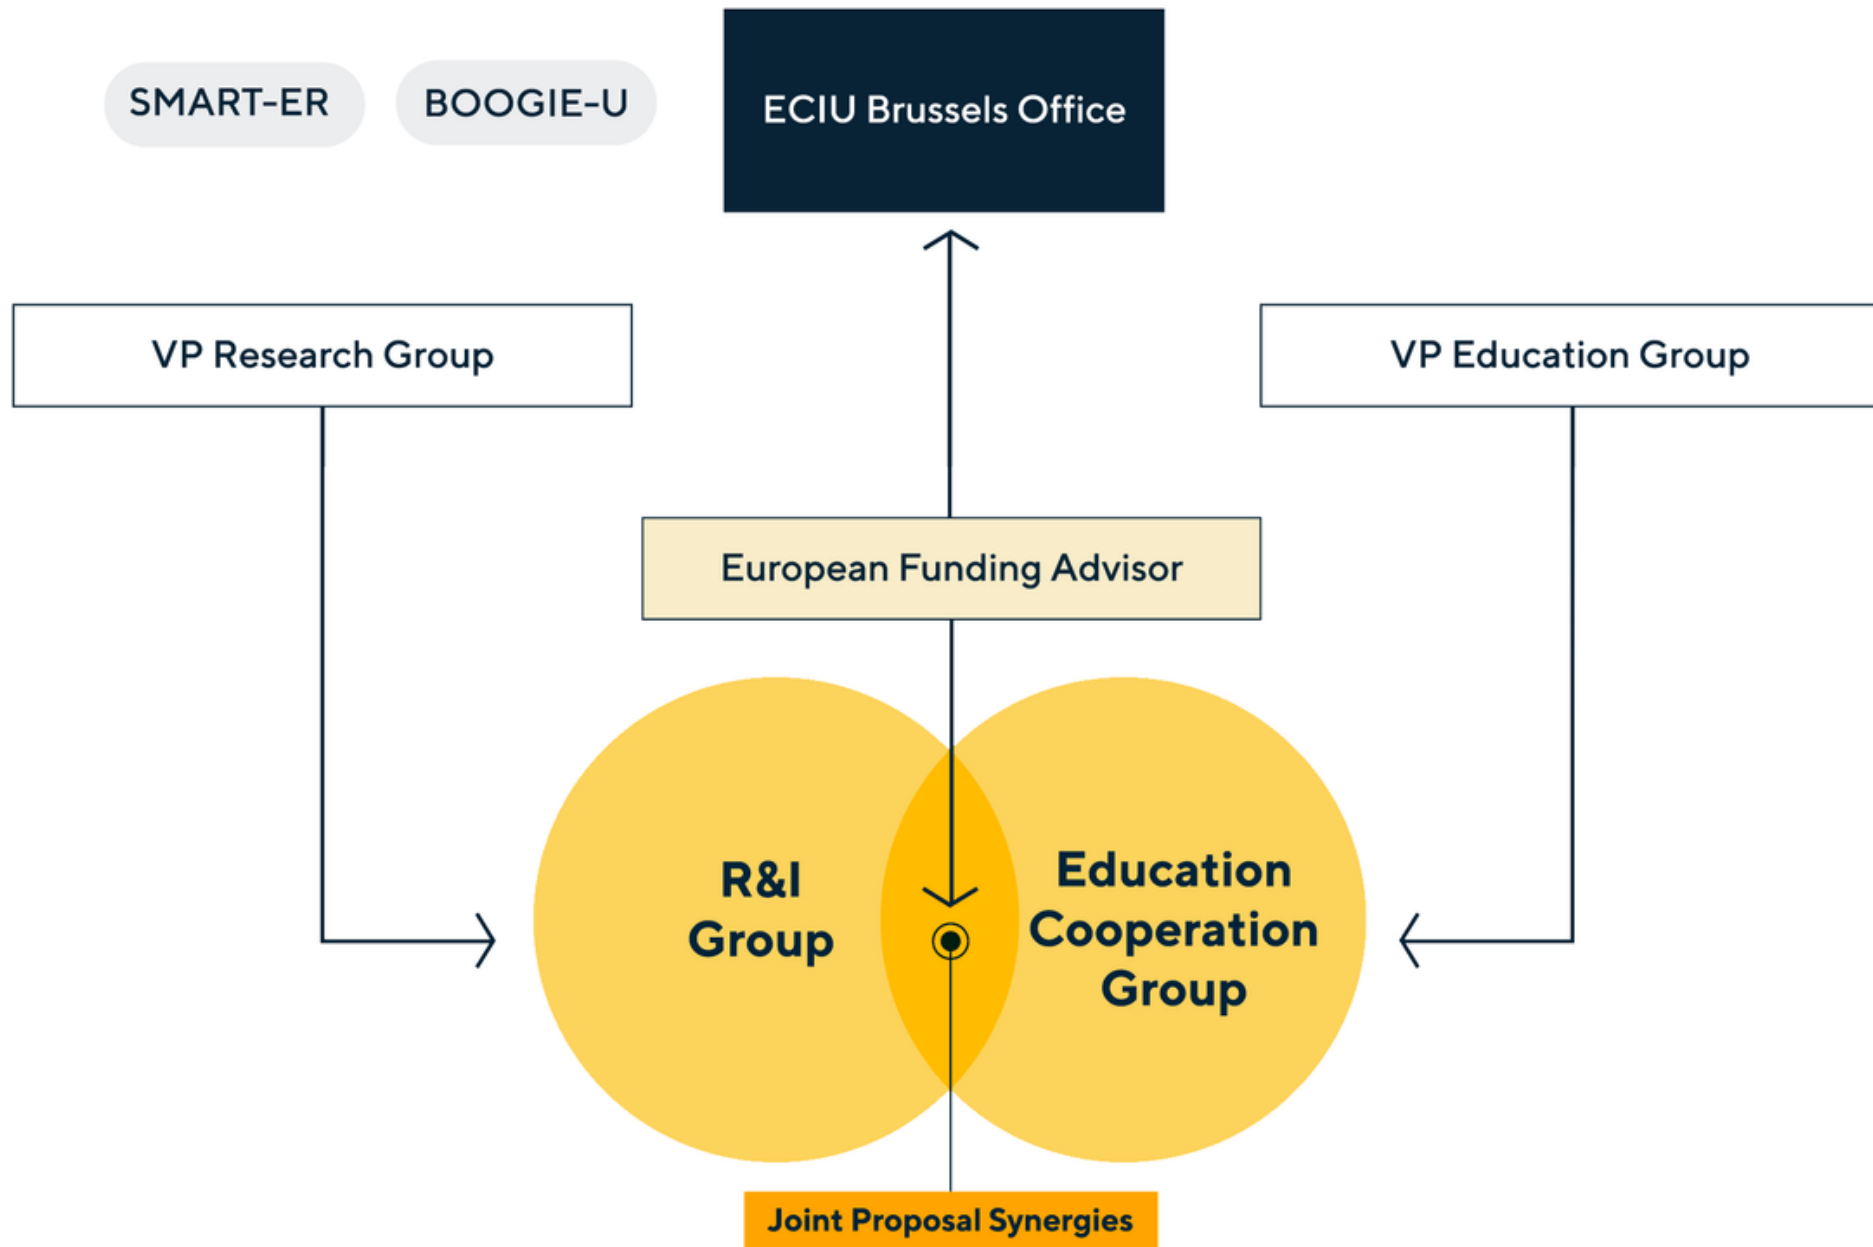 SMART-ER
BOOGIE-U
ECIU Brussels Office
VP Research Group
VP Education Group
European Funding Advisor
R&I
Group
Education
Cooperation
Group
Joint Proposal Synergies